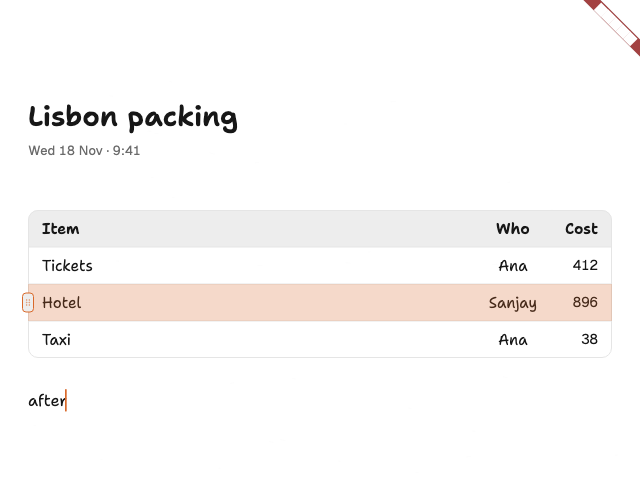 Lisbon packing
Wed 18 Nov · 9:41
Item Who Cost
Tickets Ana 412
Hotel Sanjay 896
Taxi Ana 38
after